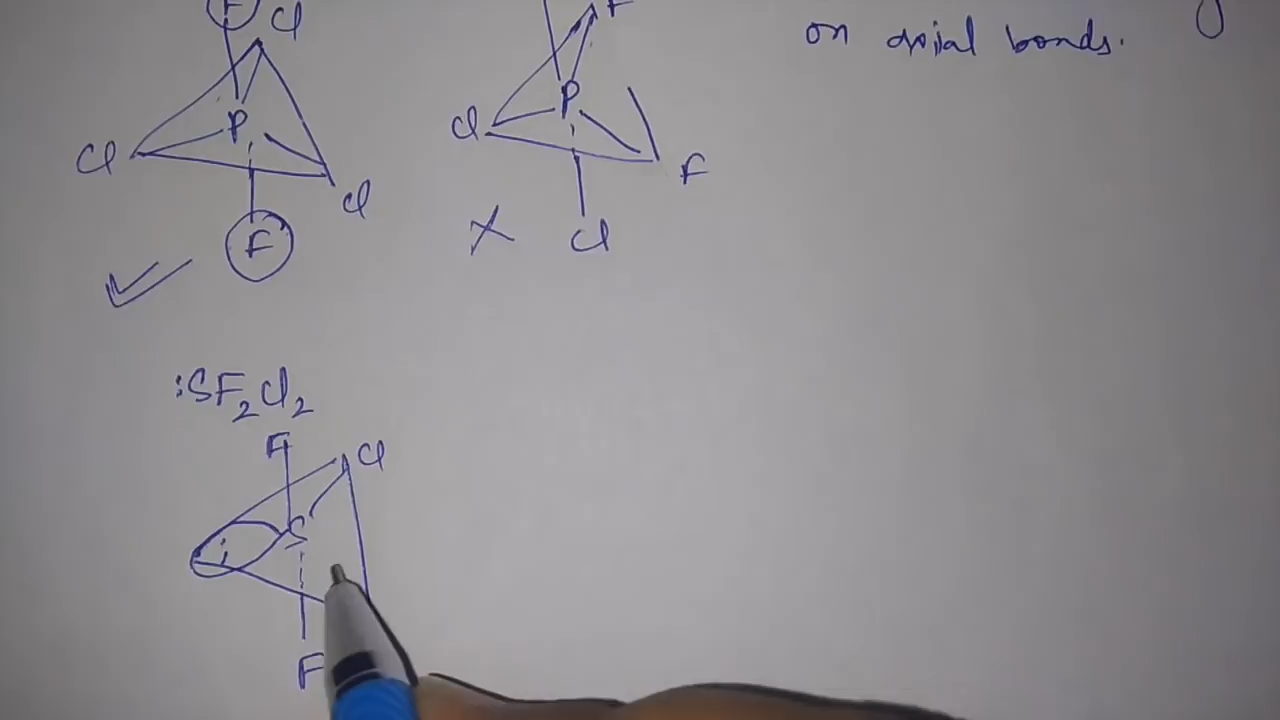 F Cl F on axial bonds.
P P
Cl Cl
Cl F
F Cl
:SF2Cl2
F Cl
S
F